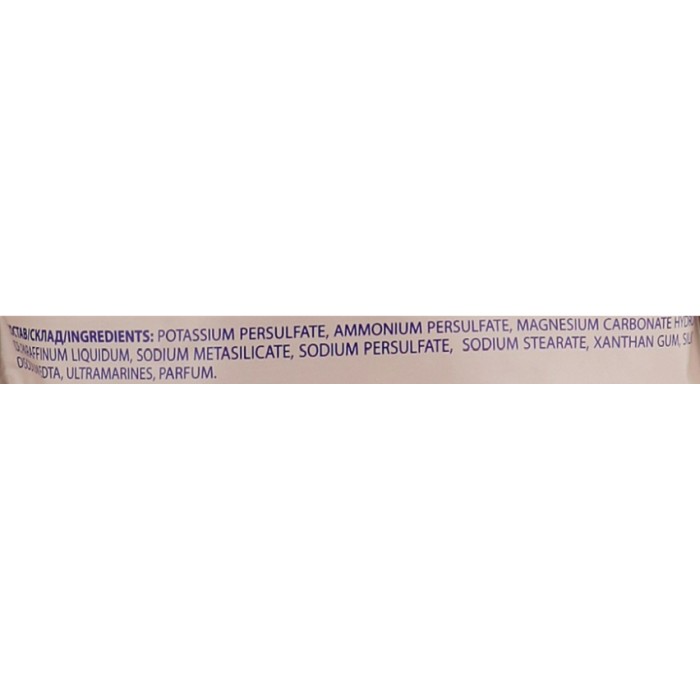 СОСТАВ/СКЛАД/INGREDIENTS: POTASSIUM PERSULFATE, AMMONIUM PERSULFATE, MAGNESIUM CARBONATE
PARAFFINUM LIQUIDUM, SODIUM METASILICATE, SODIUM PERSULFATE, SODIUM STEARATE, XANTHAN GUM,
EDTA, ULTRAMARINES, PARFUM.